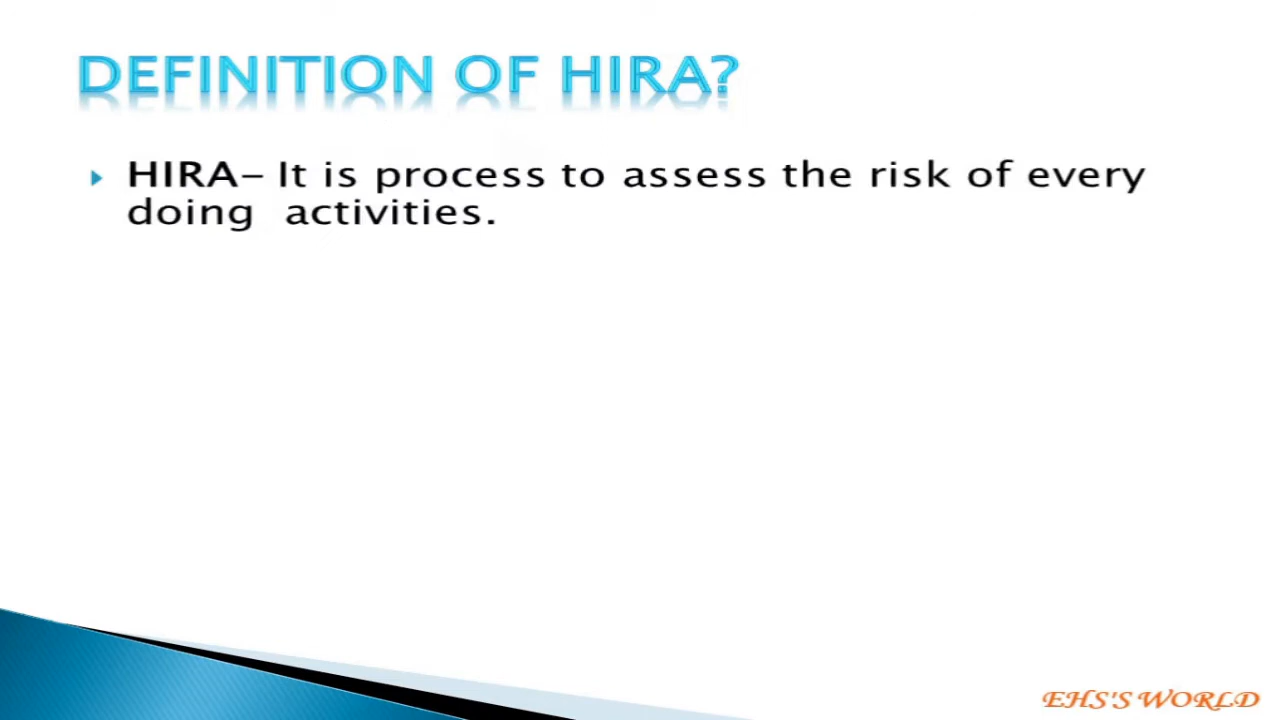 DEFINITION OF HIRA?
HIRA– It is process to assess the risk of every
doing activities.
EHS'S WORLD